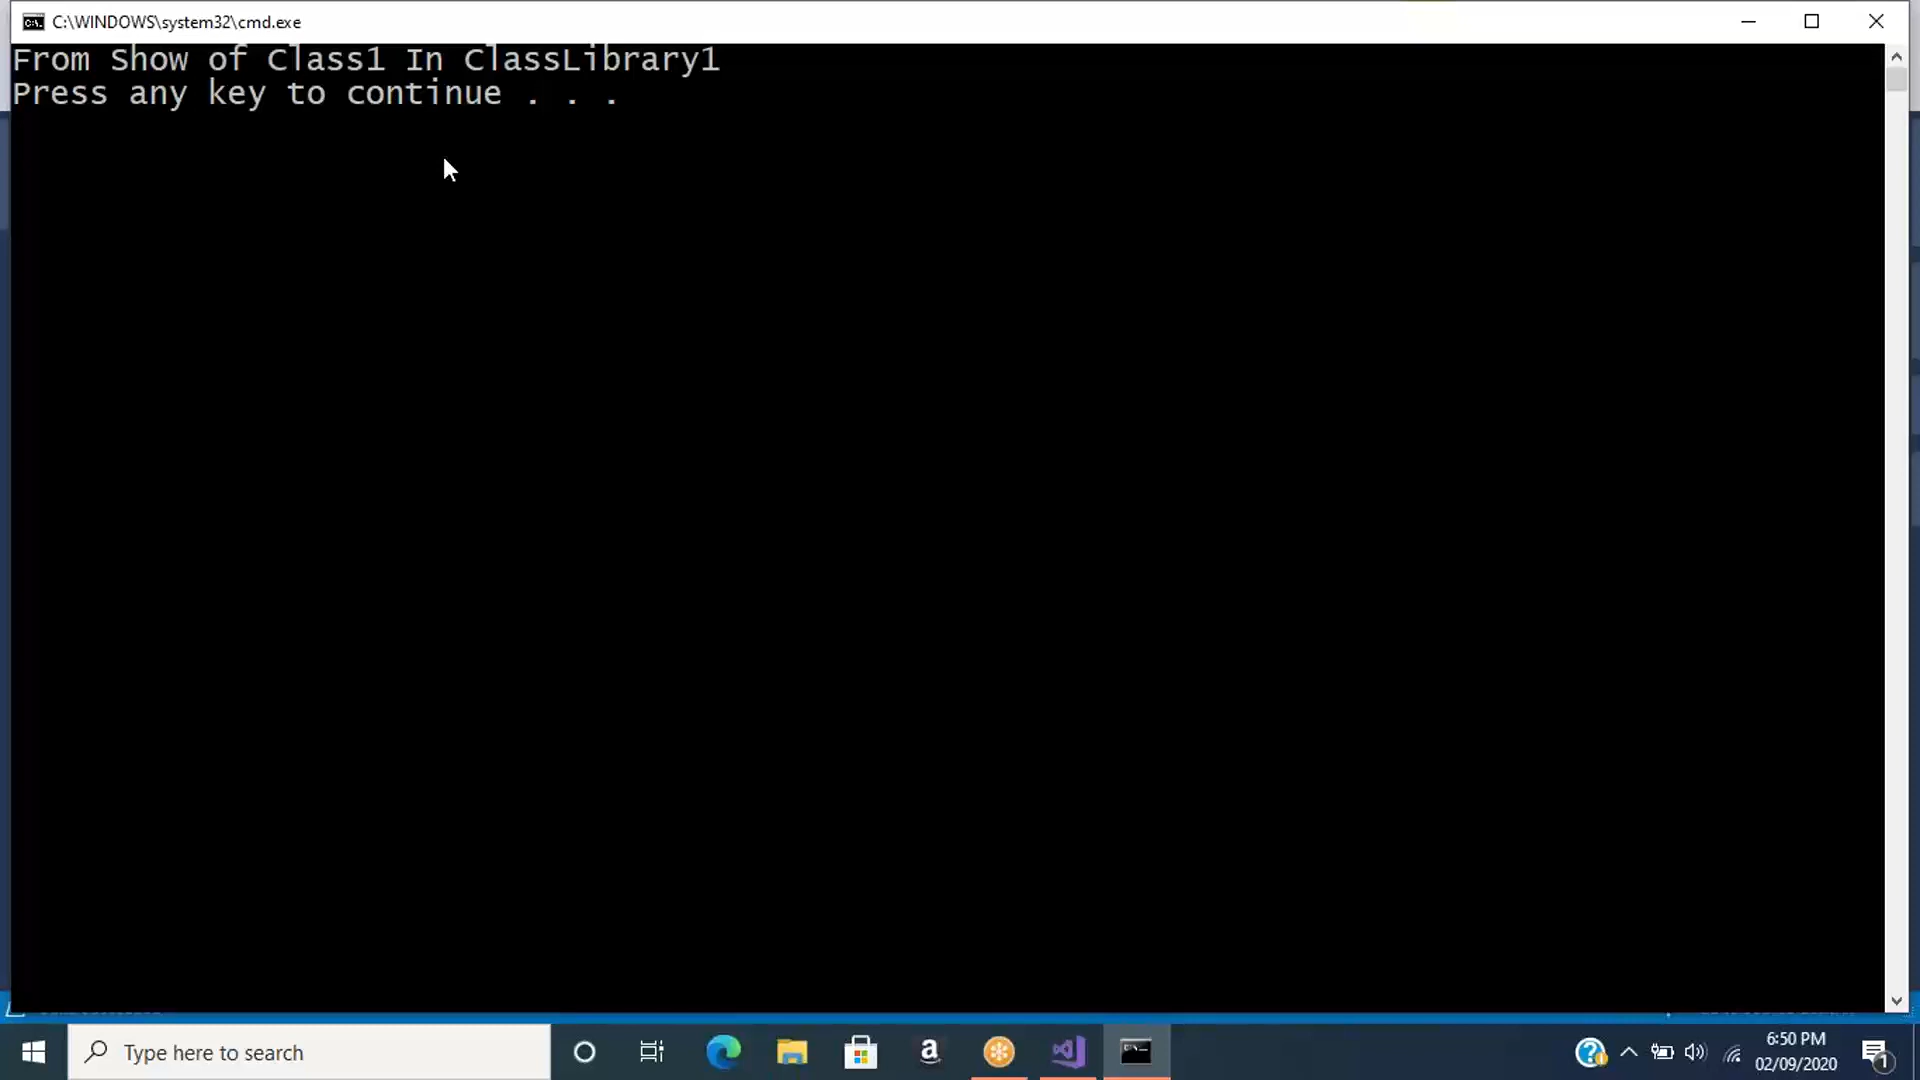 C:\WINDOWS\system32\cmd.exe
From Show of Class1 In ClassLibrary1
Press any key to continue . . .
Type here to search
a
6:50 PM
02/09/2020
1